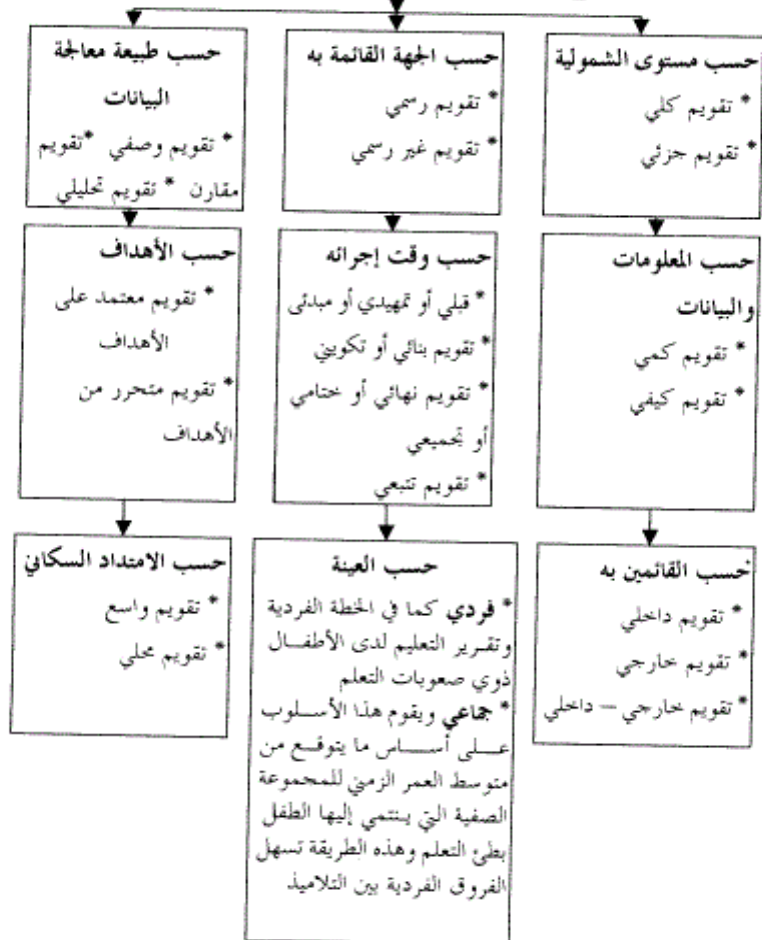 حسب مستوى الشمولية
* تقويم كلي
* تقويم جزئي
حسب الجهة القائمة به
* تقويم رسمي
* تقويم غير رسمي
حسب طبيعة معالجة
البيانات
* تقويم وصفي *تقويم
مقارن * تقويم تحليلي
حسب المعلومات
والبيانات
* تقويم كمي
* تقويم كيفي
حسب وقت إجرائه
* قبلي أو تمهيدي أو مبدئى
* تقويم بنائي أو تكويني
* تقويم نهائي أو ختامي
أو تجميعي
* تقويم تتبعي
حسب الأهداف
* تقويم معتمد على
الأهداف
* تقويم متحرر من
الأهداف
حسب القائمين به
* تقويم داخلي
* تقويم خارجي
* تقويم خارجي – داخلي
حسب العينة
* فردي كما في الخطة الفردية
وتقرير التعليم لدى الأطفال
ذوي صعوبات التعلم
* جماعي ويقوم هذا الأسلوب
على أساس ما يتوقع من
متوسط العمر الزمني للمجموعة
الصفية التي ينتمي إليها الطفل
بطئ التعلم وهذه الطريقة تسهل
الفروق الفردية بين التلاميذ
حسب الامتداد السكاني
* تقويم واسع
* تقويم محلي